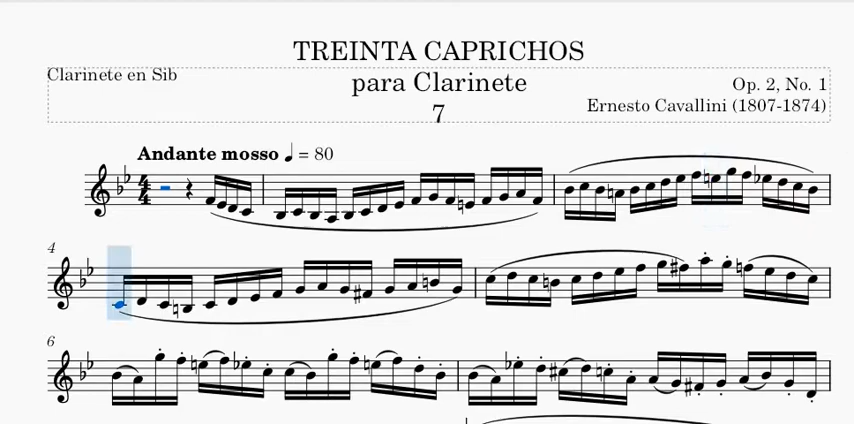 TREINTA CAPRICHOS
Clarinete en Sib
para Clarinete
Op. 2, No. 1
7
Ernesto Cavallini (1807-1874)
Andante mosso ♩ = 80
4
4
4
6